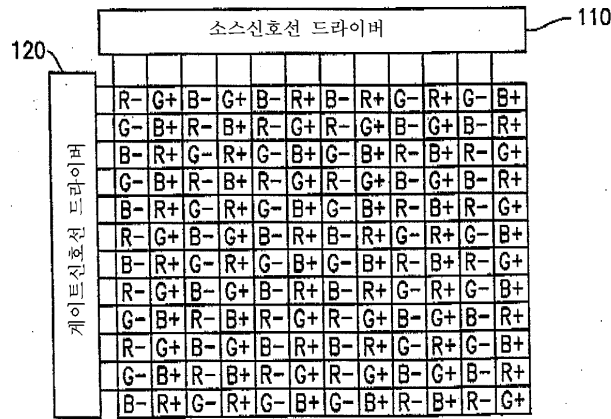 소스신호선 드라이버
110
120
게이트신호선 드라이버
R- G+ B- G+ B- R+ B- R+ G- R+ G- B+
G- B+ R- B+ R- G+ R- G+ B- G+ B- R+
B- R+ G- R+ G- B+ G- B+ R- B+ R- G+
G- B+ R- B+ R- G+ R- G+ B- G+ B- R+
B- R+ G- R+ G- B+ G- B+ R- B+ R- G+
R- G+ B- G+ B- R+ B- R+ G- R+ G- B+
B- R+ G- R+ G- B+ G- B+ R- B+ R- G+
R- G+ B- G+ B- R+ B- R+ G- R+ G- B+
G- B+ R- B+ R- G+ R- G+ B- G+ B- R+
R- G+ B- G+ B- R+ B- R+ G- R+ G- B+
G- B+ R- B+ R- G+ R- G+ B- G+ B- R+
B- R+ G- R+ G- B+ G- B+ R- B+ R- G+